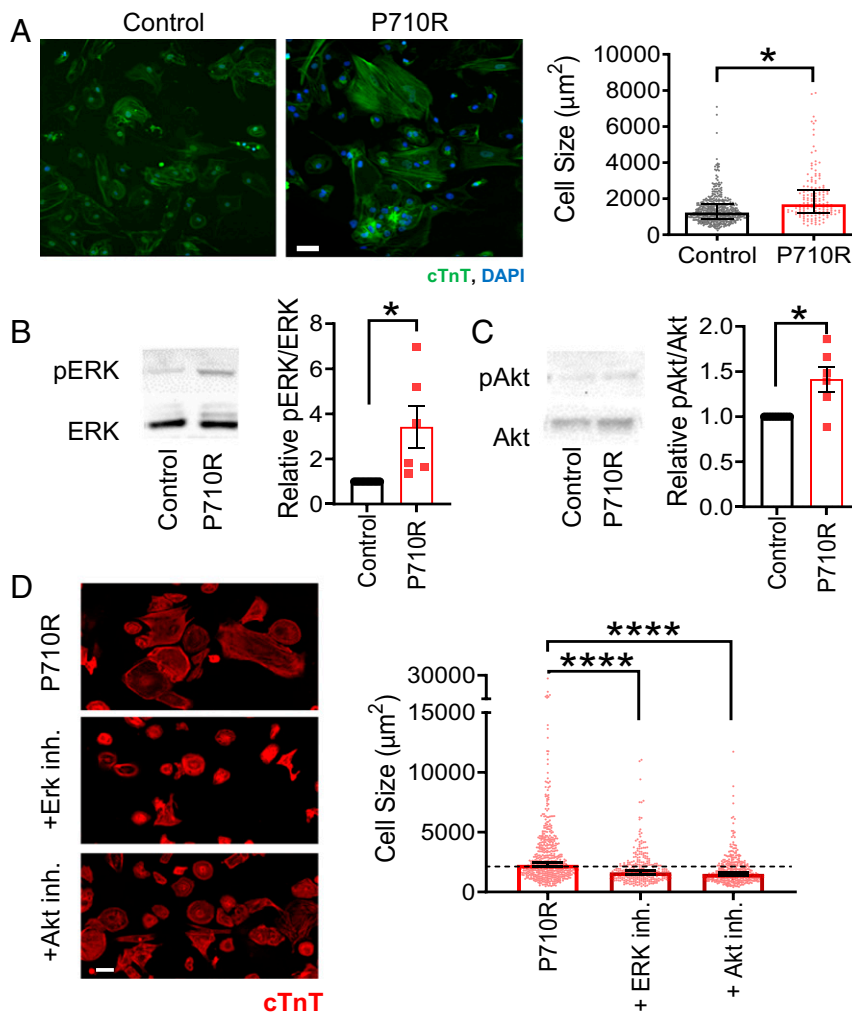 A
Control
P710R
cTnT, DAPI
Cell Size (µm²)
10000
8000
6000
4000
2000
0
*
Control
P710R
B
pERK
ERK
Control
P710R
Relative pERK/ERK
8
6
4
2
0
*
Control
P710R
C
pAkt
Akt
Control
P710R
Relative pAkt/Akt
2.0
1.5
1.0
0.5
0.0
*
Control
P710R
D
P710R
+Erk inh.
+Akt inh.
cTnT
Cell Size (µm²)
30000
15000
10000
5000
0
****
****
P710R
+ ERK inh.
+ Akt inh.